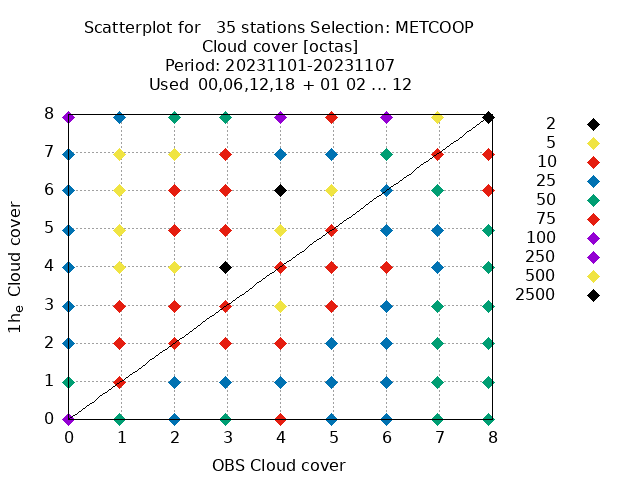 Scatterplot for   35 stations Selection: METCOOP
Cloud cover [octas]
Period: 20231101-20231107
Used  00,06,12,18 + 01 02 ... 12
8
7
6
5
4
3
2
1
0
1hₑ Cloud cover
0 1 2 3 4 5 6 7 8
OBS Cloud cover
2
5
10
25
50
75
100
250
500
2500